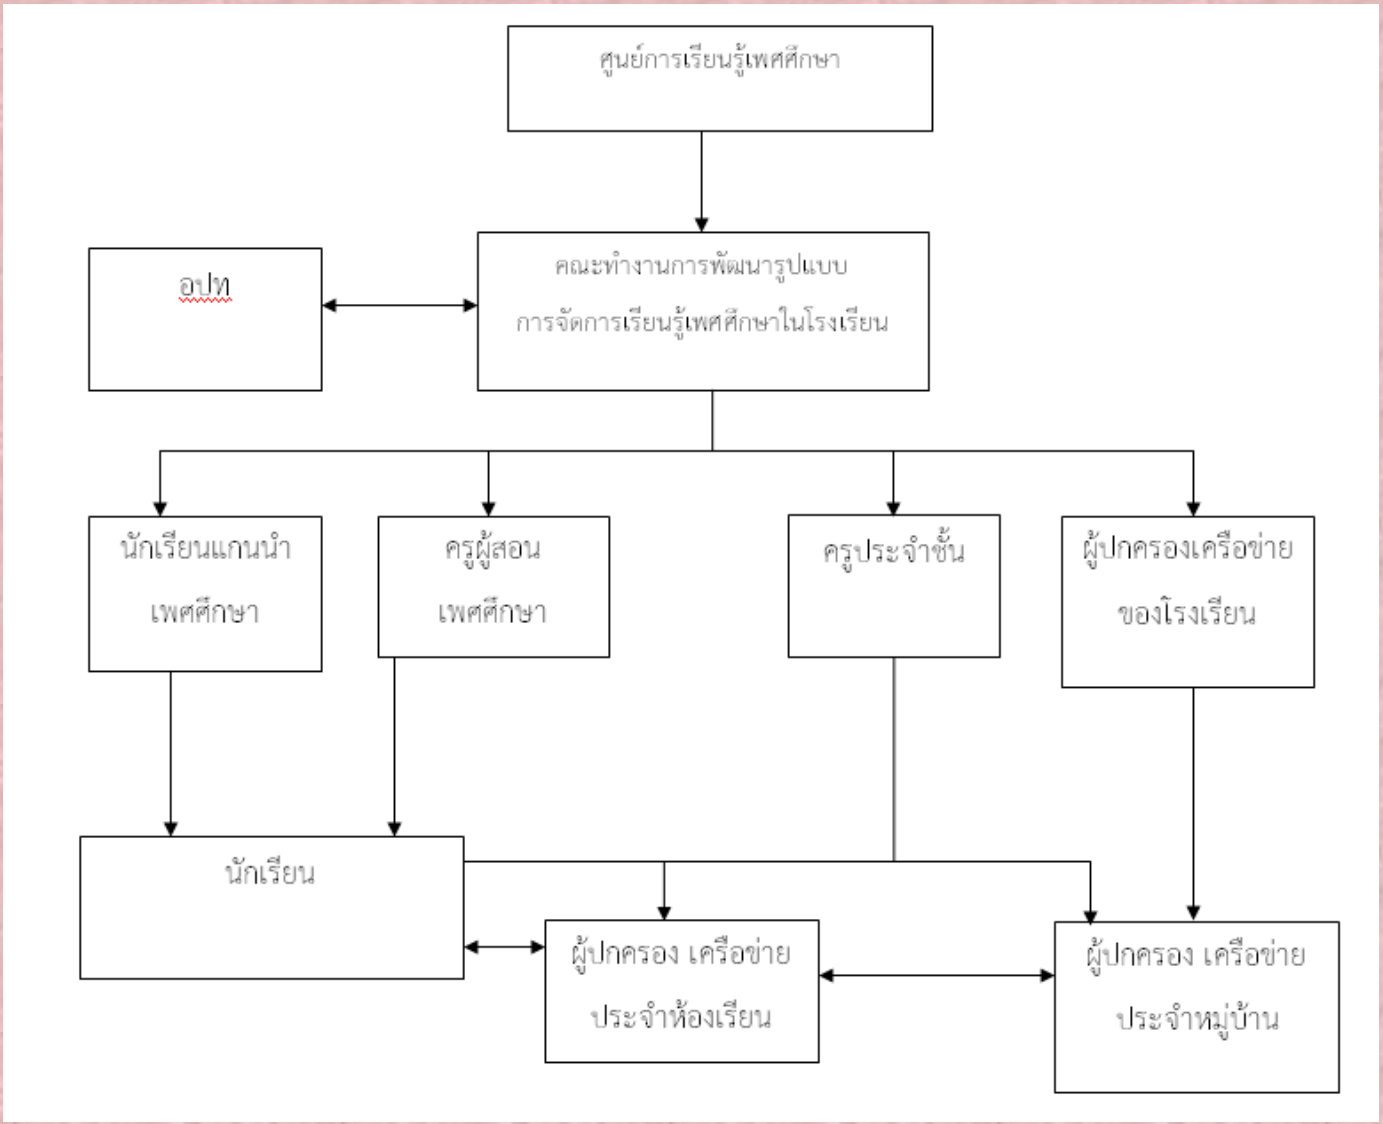 ศูนย์การเรียนรู้เพศศึกษา
อปท
คณะทำงานการพัฒนารูปแบบ
การจัดการเรียนรู้เพศศึกษาในโรงเรียน
นักเรียนแกนนำ
เพศศึกษา
ครูผู้สอน
เพศศึกษา
ครูประจำชั้น
ผู้ปกครองเครือข่าย
ของโรงเรียน
นักเรียน
ผู้ปกครอง เครือข่าย
ประจำห้องเรียน
ผู้ปกครอง เครือข่าย
ประจำหมู่บ้าน